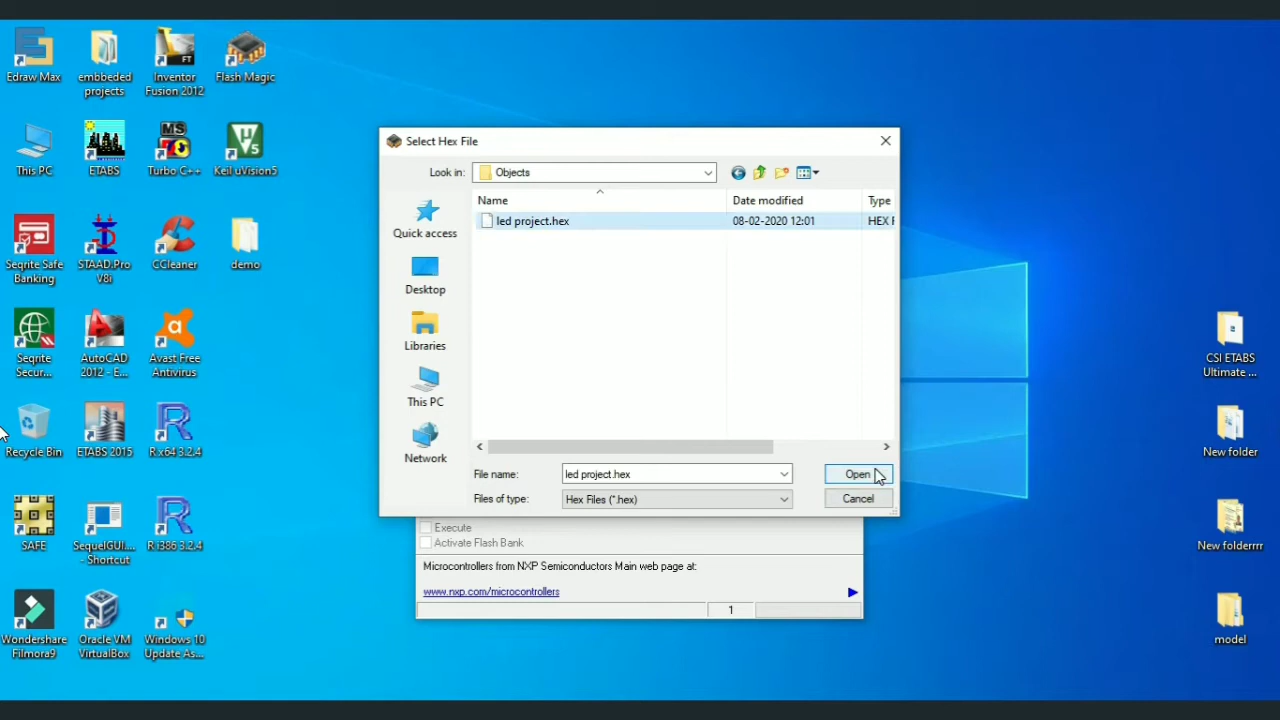 Edraw Max
embbeded
projects
Inventor
Fusion 2012
Flash Magic
This PC
ETABS
MS
Turbo C++
Keil uVision5
Seqrite Safe
Banking
STAAD.Pro
V8i
CCleaner
demo
Seqrite
Secur...
AutoCAD
2012 - E...
Avast Free
Antivirus
Recycle Bin
ETABS 2015
R x64 3.2.4
SAFE
SequelGUI....
- Shortcut
R i386 3.2.4
Wondershare
Filmora9
Oracle VM
VirtualBox
Windows 10
Update As...
Select Hex File
Look in:
Objects
Name
Date modified
Type
led project.hex
08-02-2020 12:01
HEX F
Quick access
Desktop
Libraries
This PC
Network
File name:
led project.hex
Open
Files of type:
Hex Files (*.hex)
Cancel
Execute
Activate Flash Bank
Microcontrollers from NXP Semiconductors Main web page at:
www.nxp.com/microcontrollers
1
CSI ETABS
Ultimate ...
New folder
New folderrrr
model